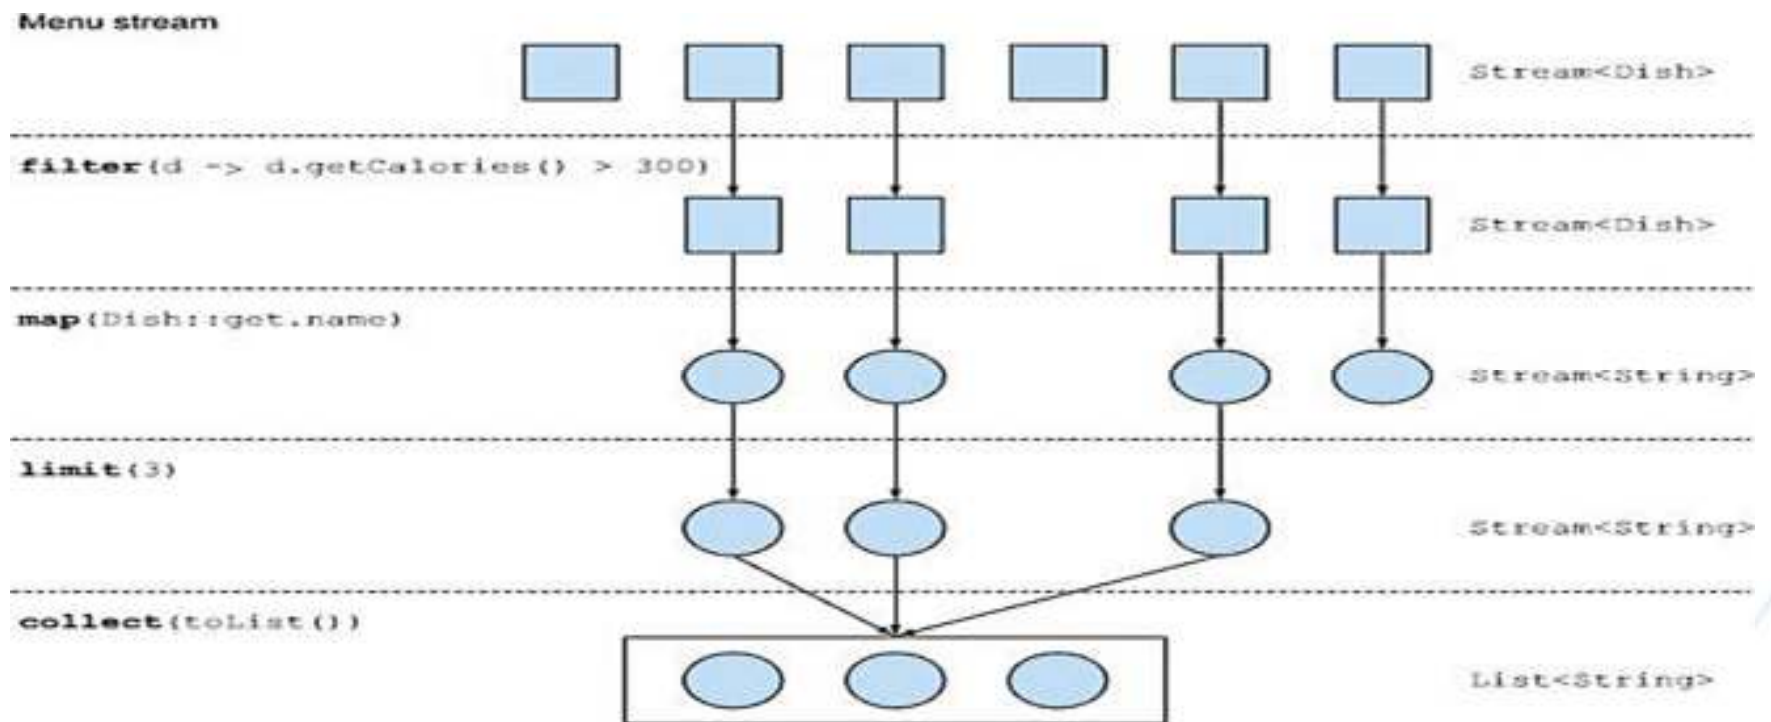 Menu stream
Stream<Dish>
filter(d -> d.getCalories() > 300)
Stream<Dish>
map(Dish::get.name)
Stream<String>
limit(3)
Stream<String>
collect(toList())
List<String>